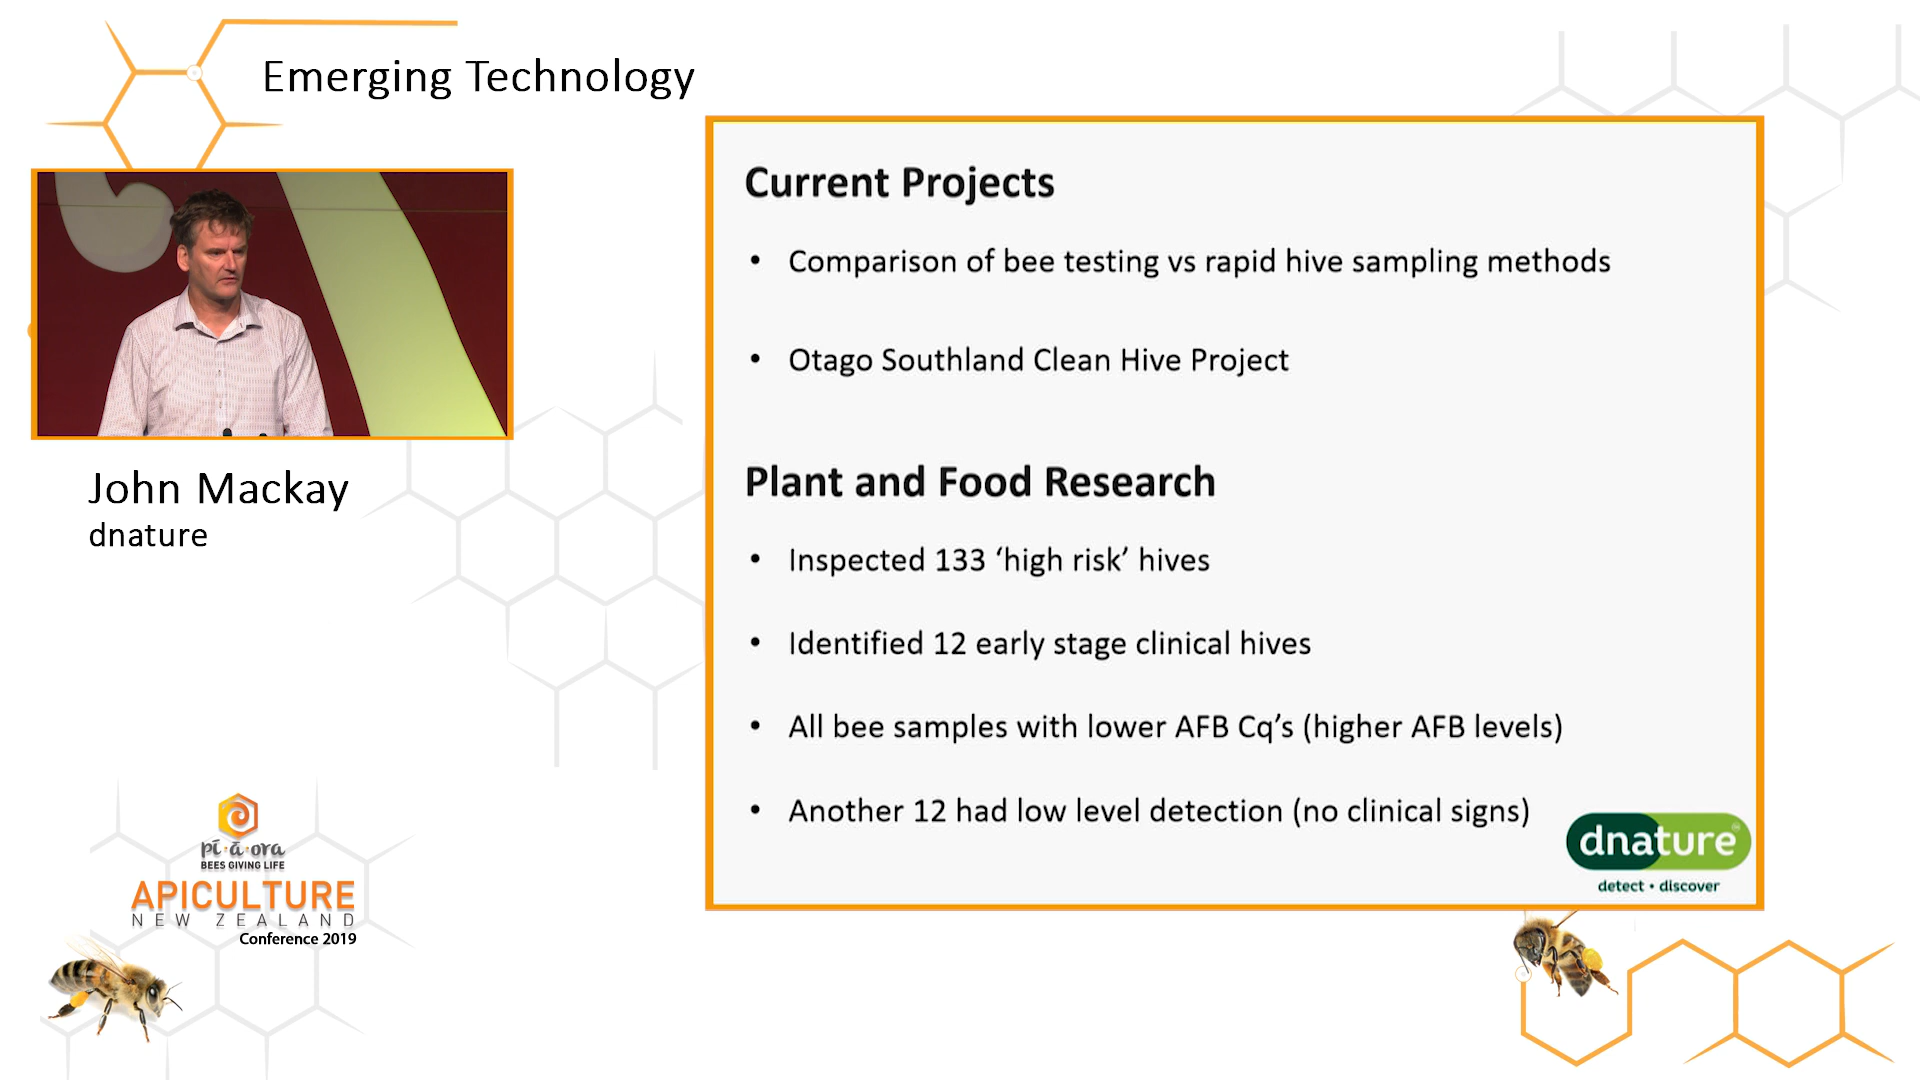 Emerging Technology
John Mackay
dnature
Current Projects
• Comparison of bee testing vs rapid hive sampling methods
• Otago Southland Clean Hive Project
Plant and Food Research
• Inspected 133 ‘high risk’ hives
• Identified 12 early stage clinical hives
• All bee samples with lower AFB Cq’s (higher AFB levels)
• Another 12 had low level detection (no clinical signs)
dnature
detect • discover
pī•ā•ora
BEES GIVING LIFE
APICULTURE
NEW ZEALAND
Conference 2019